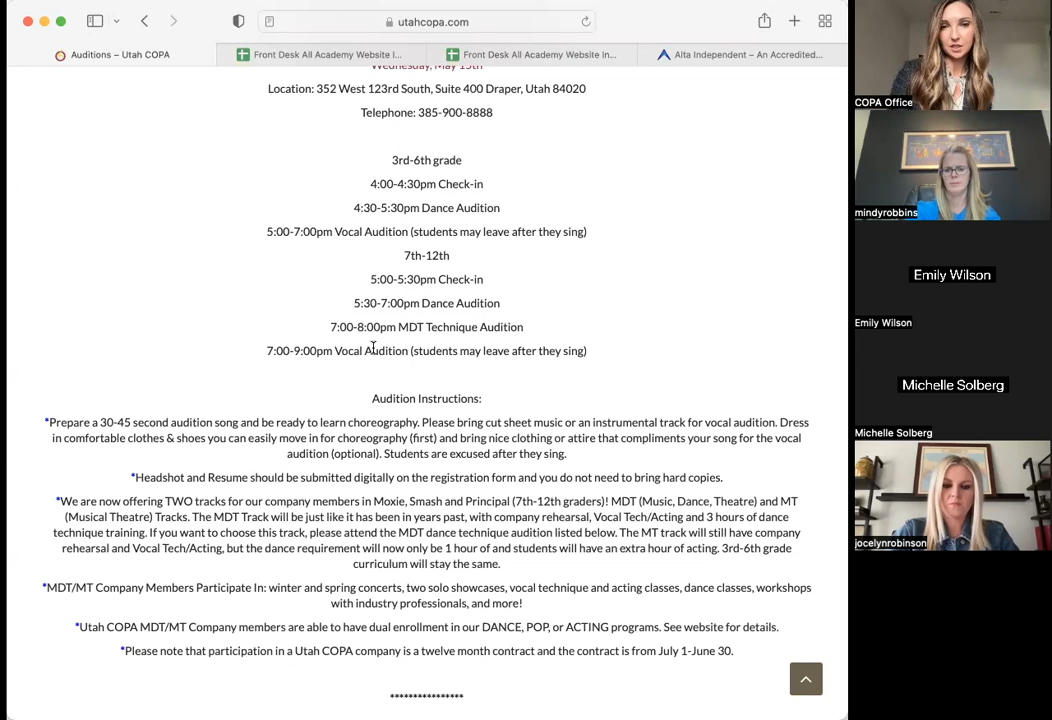 utahcopa.com
Auditions – Utah COPA
Front Desk All Academy Website I...
Front Desk All Academy Website In...
Alta Independent – An Accredited...
Wednesday, May 15th
Location: 352 West 123rd South, Suite 400 Draper, Utah 84020
Telephone: 385-900-8888
3rd-6th grade
4:00-4:30pm Check-in
4:30-5:30pm Dance Audition
5:00-7:00pm Vocal Audition (students may leave after they sing)
7th-12th
5:00-5:30pm Check-in
5:30-7:00pm Dance Audition
7:00-8:00pm MDT Technique Audition
7:00-9:00pm Vocal Audition (students may leave after they sing)
Audition Instructions:
*Prepare a 30-45 second audition song and be ready to learn choreography. Please bring cut sheet music or an instrumental track for vocal audition. Dress
in comfortable clothes & shoes you can easily move in for choreography (first) and bring nice clothing or attire that compliments your song for the vocal
audition (optional). Students are excused after they sing.
*Headshot and Resume should be submitted digitally on the registration form and you do not need to bring hard copies.
*We are now offering TWO tracks for our company members in Moxie, Smash and Principal (7th-12th graders)! MDT (Music, Dance, Theatre) and MT
(Musical Theatre) Tracks. The MDT Track will be just like it has been in years past, with company rehearsal, Vocal Tech/Acting and 3 hours of dance
technique training. If you want to choose this track, please attend the MDT dance technique audition listed below. The MT track will still have company
rehearsal and Vocal Tech/Acting, but the dance requirement will now only be 1 hour of and students will have an extra hour of acting. 3rd-6th grade
curriculum will stay the same.
*MDT/MT Company Members Participate In: winter and spring concerts, two solo showcases, vocal technique and acting classes, dance classes, workshops
with industry professionals, and more!
*Utah COPA MDT/MT Company members are able to have dual enrollment in our DANCE, POP, or ACTING programs. See website for details.
*Please note that participation in a Utah COPA company is a twelve month contract and the contract is from July 1-June 30.
****************
COPA Office
mindyrobbins
Emily Wilson
Emily Wilson
Michelle Solberg
Michelle Solberg
jocelynrobinson